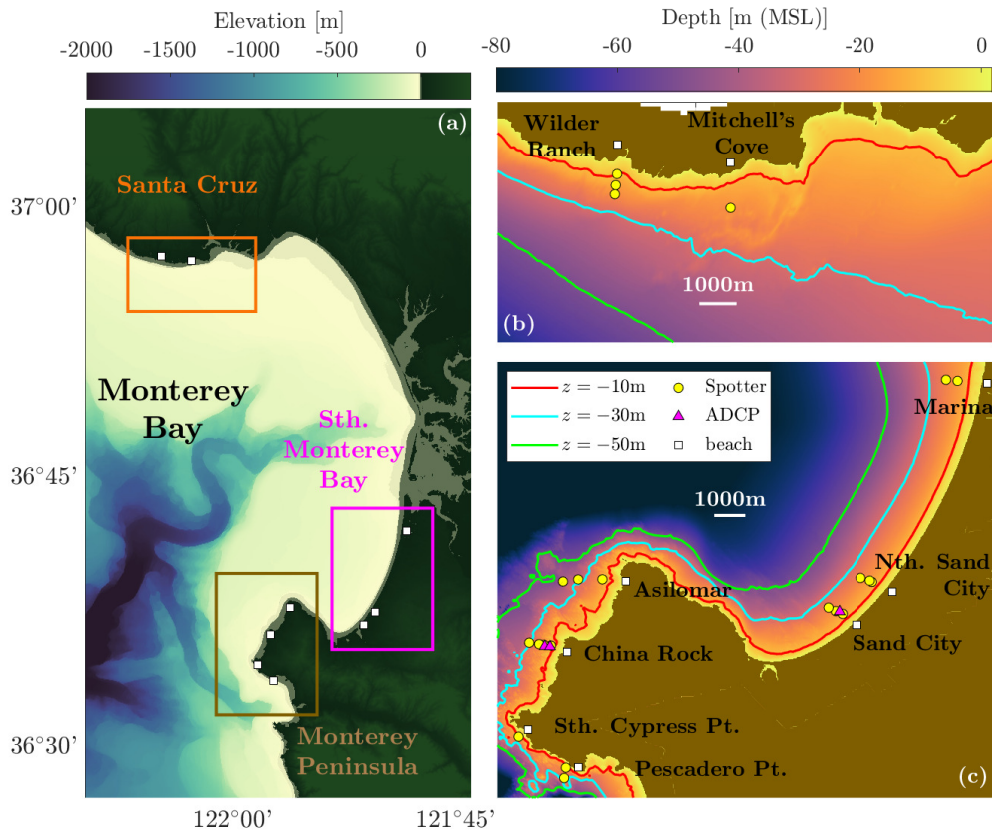 Elevation [m]
-2000 -1500 -1000 -500 0
(a)
Santa Cruz
37°00'
Monterey
Bay
Sth.
Monterey
Bay
36°45'
36°30'
Monterey
Peninsula
122°00' 121°45'
Depth [m (MSL)]
-80 -60 -40 -20 0
Wilder
Ranch
Mitchell's
Cove
1000m
(b)
z = −10m
z = −30m
z = −50m
Spotter
ADCP
beach
Marina
1000m
Nth. Sand
City
Asilomar
Sand City
China Rock
Sth. Cypress Pt.
Pescadero Pt.
(c)